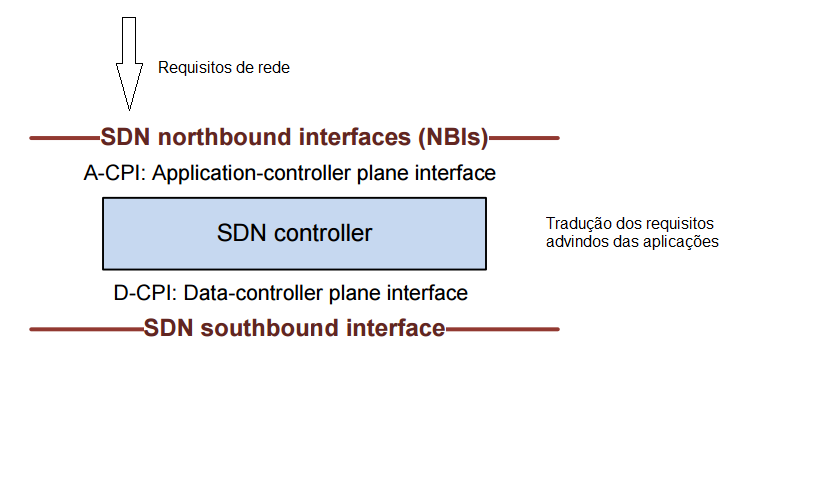 Requisitos de rede
SDN northbound interfaces (NBIs)
A-CPI: Application-controller plane interface
SDN controller
Tradução dos requisitos
advindos das aplicações
D-CPI: Data-controller plane interface
SDN southbound interface